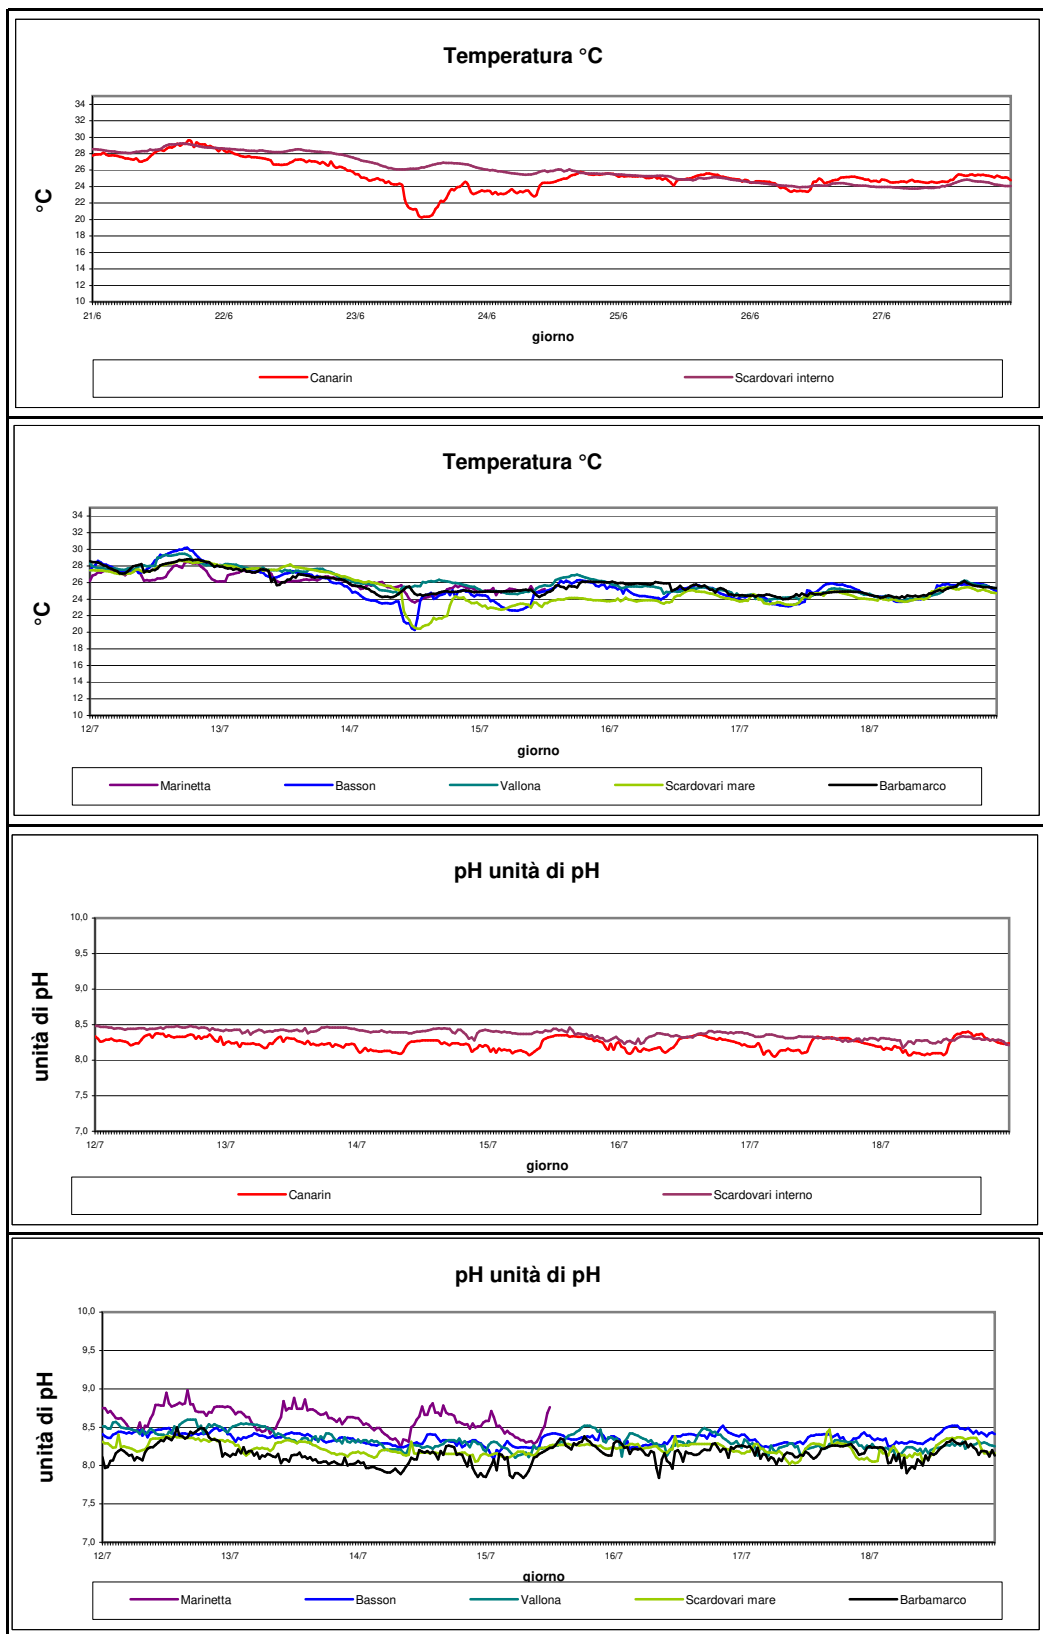 Temperatura °C
°C
34
32
30
28
26
24
22
20
18
16
14
12
10
21/6 22/6 23/6 24/6 25/6 26/6 27/6
giorno
Canarin Scardovari interno
Temperatura °C
°C
34
32
30
28
26
24
22
20
18
16
14
12
10
12/7 13/7 14/7 15/7 16/7 17/7 18/7
giorno
Marinetta Basson Vallona Scardovari mare Barbamarco
pH unità di pH
unità di pH
10,0
9,5
9,0
8,5
8,0
7,5
7,0
12/7 13/7 14/7 15/7 16/7 17/7 18/7
giorno
Canarin Scardovari interno
pH unità di pH
unità di pH
10,0
9,5
9,0
8,5
8,0
7,5
7,0
12/7 13/7 14/7 15/7 16/7 17/7 18/7
giorno
Marinetta Basson Vallona Scardovari mare Barbamarco